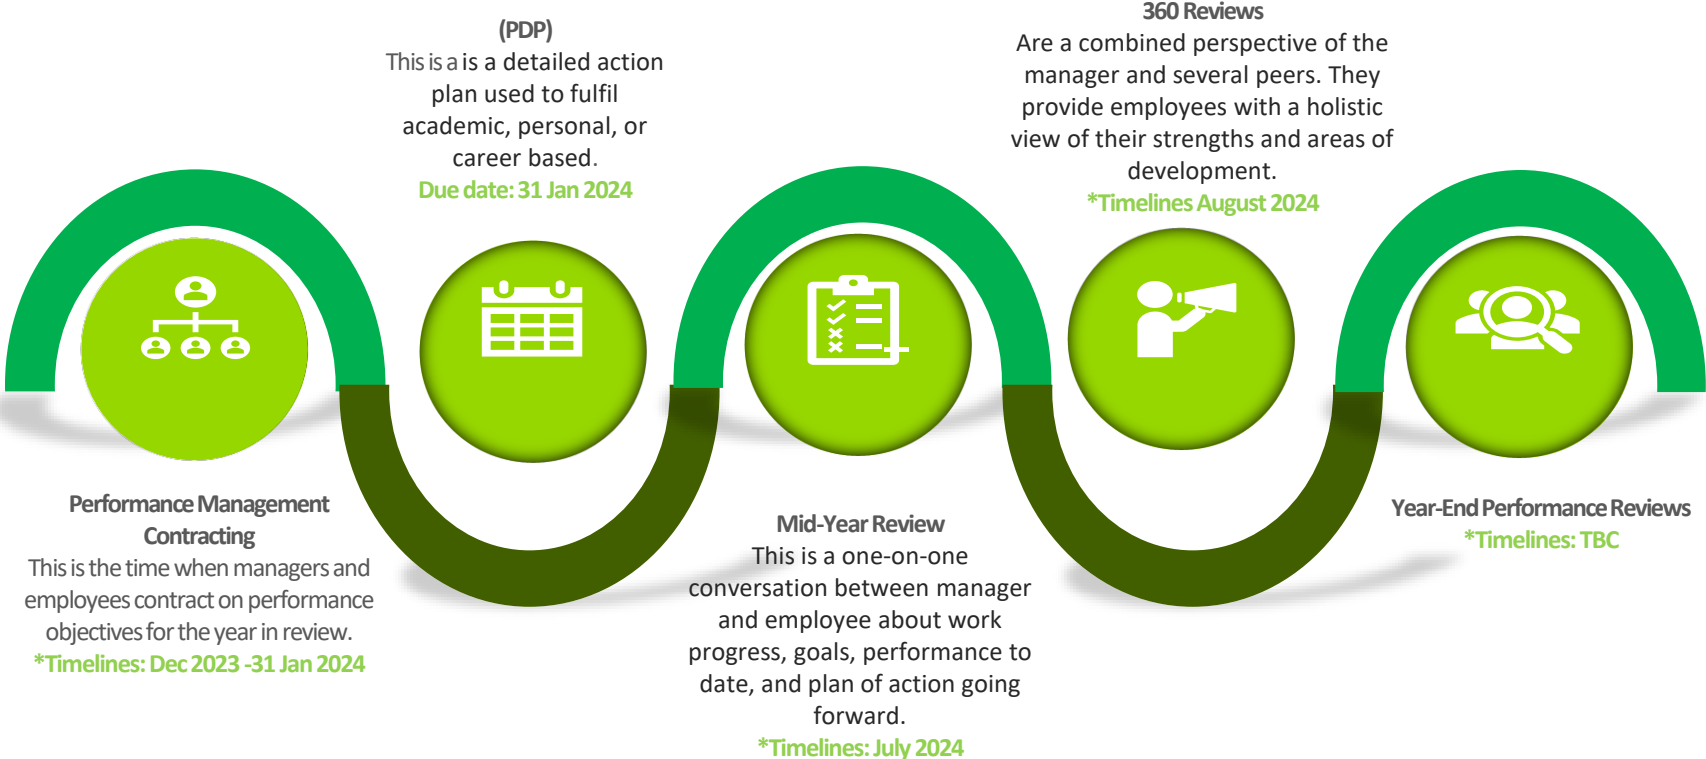 (PDP)
This is a is a detailed action
plan used to fulfil
academic, personal, or
career based.
Due date: 31 Jan 2024
360 Reviews
Are a combined perspective of the
manager and several peers. They
provide employees with a holistic
view of their strengths and areas of
development.
*Timelines August 2024
Performance Management
Contracting
This is the time when managers and
employees contract on performance
objectives for the year in review.
*Timelines: Dec 2023 -31 Jan 2024
Mid-Year Review
This is a one-on-one
conversation between manager
and employee about work
progress, goals, performance to
date, and plan of action going
forward.
*Timelines: July 2024
Year-End Performance Reviews
*Timelines: TBC